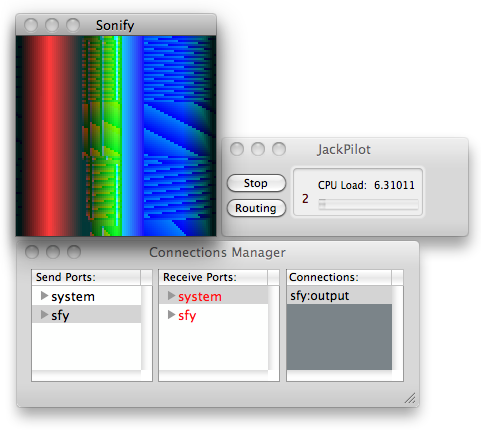 Sonify
JackPilot
Stop
CPU Load: 6.31011
2
Routing
Connections Manager
Send Ports:
system
sfy
Receive Ports:
system
sfy
Connections:
sfy:output